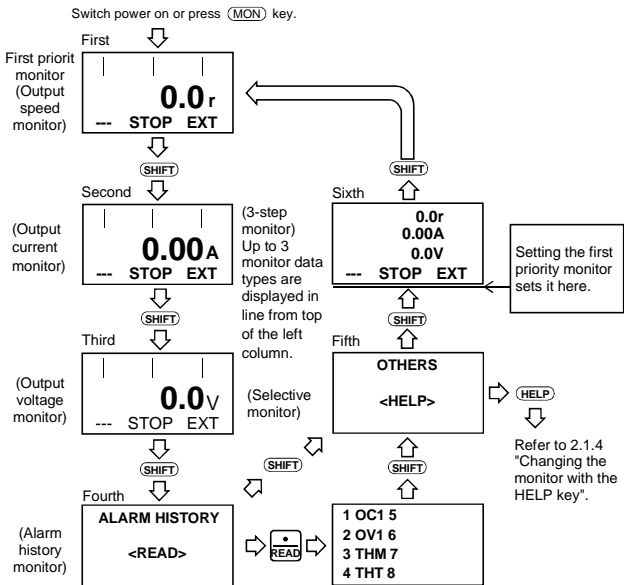 Switch power on or press (MON) key.
First
First priorit
monitor
(Output
speed
monitor)
0.0 r
--- STOP EXT
SHIFT
Second
(Output
current
monitor)
0.00 A
--- STOP EXT
SHIFT
Third
(Output
voltage
monitor)
0.0 V
--- STOP EXT
SHIFT
Fourth
(Alarm
history
monitor)
ALARM HISTORY
<READ>
READ
1 OC1 5
2 OV1 6
3 THM 7
4 THT 8
SHIFT
SHIFT
Fifth
(Selective
monitor)
OTHERS
<HELP>
HELP
Refer to 2.1.4
"Changing the
monitor with the
HELP key".
SHIFT
Sixth
(3-step
monitor)
Up to 3
monitor data
types are
displayed in
line from top
of the left
column.
0.0r
0.00A
0.0V
--- STOP EXT
Setting the first
priority monitor
sets it here.
SHIFT